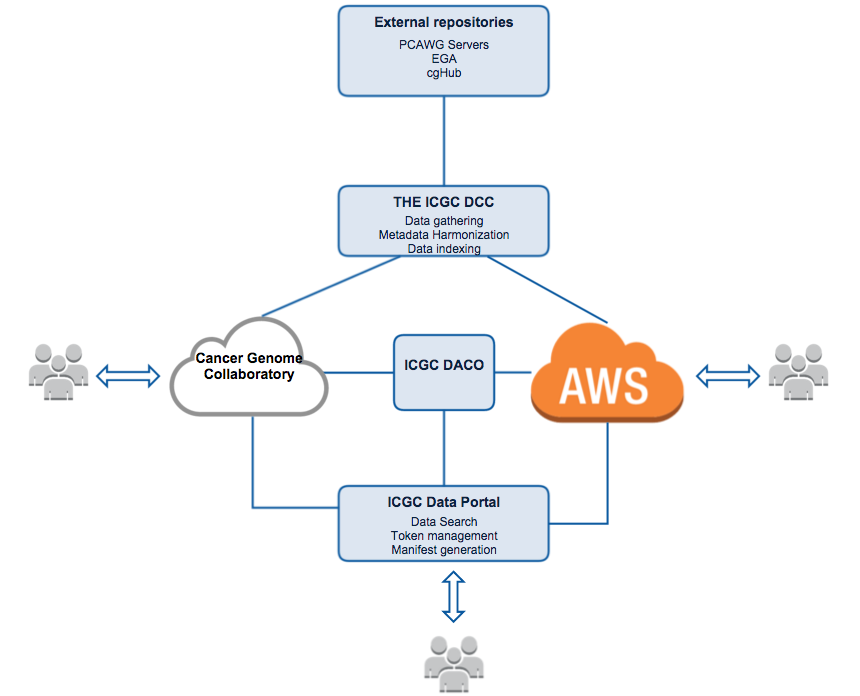 External repositories
PCAWG Servers
EGA
cgHub
THE ICGC DCC
Data gathering
Metadata Harmonization
Data indexing
Cancer Genome
Collaboratory
ICGC DACO
AWS
ICGC Data Portal
Data Search
Token management
Manifest generation